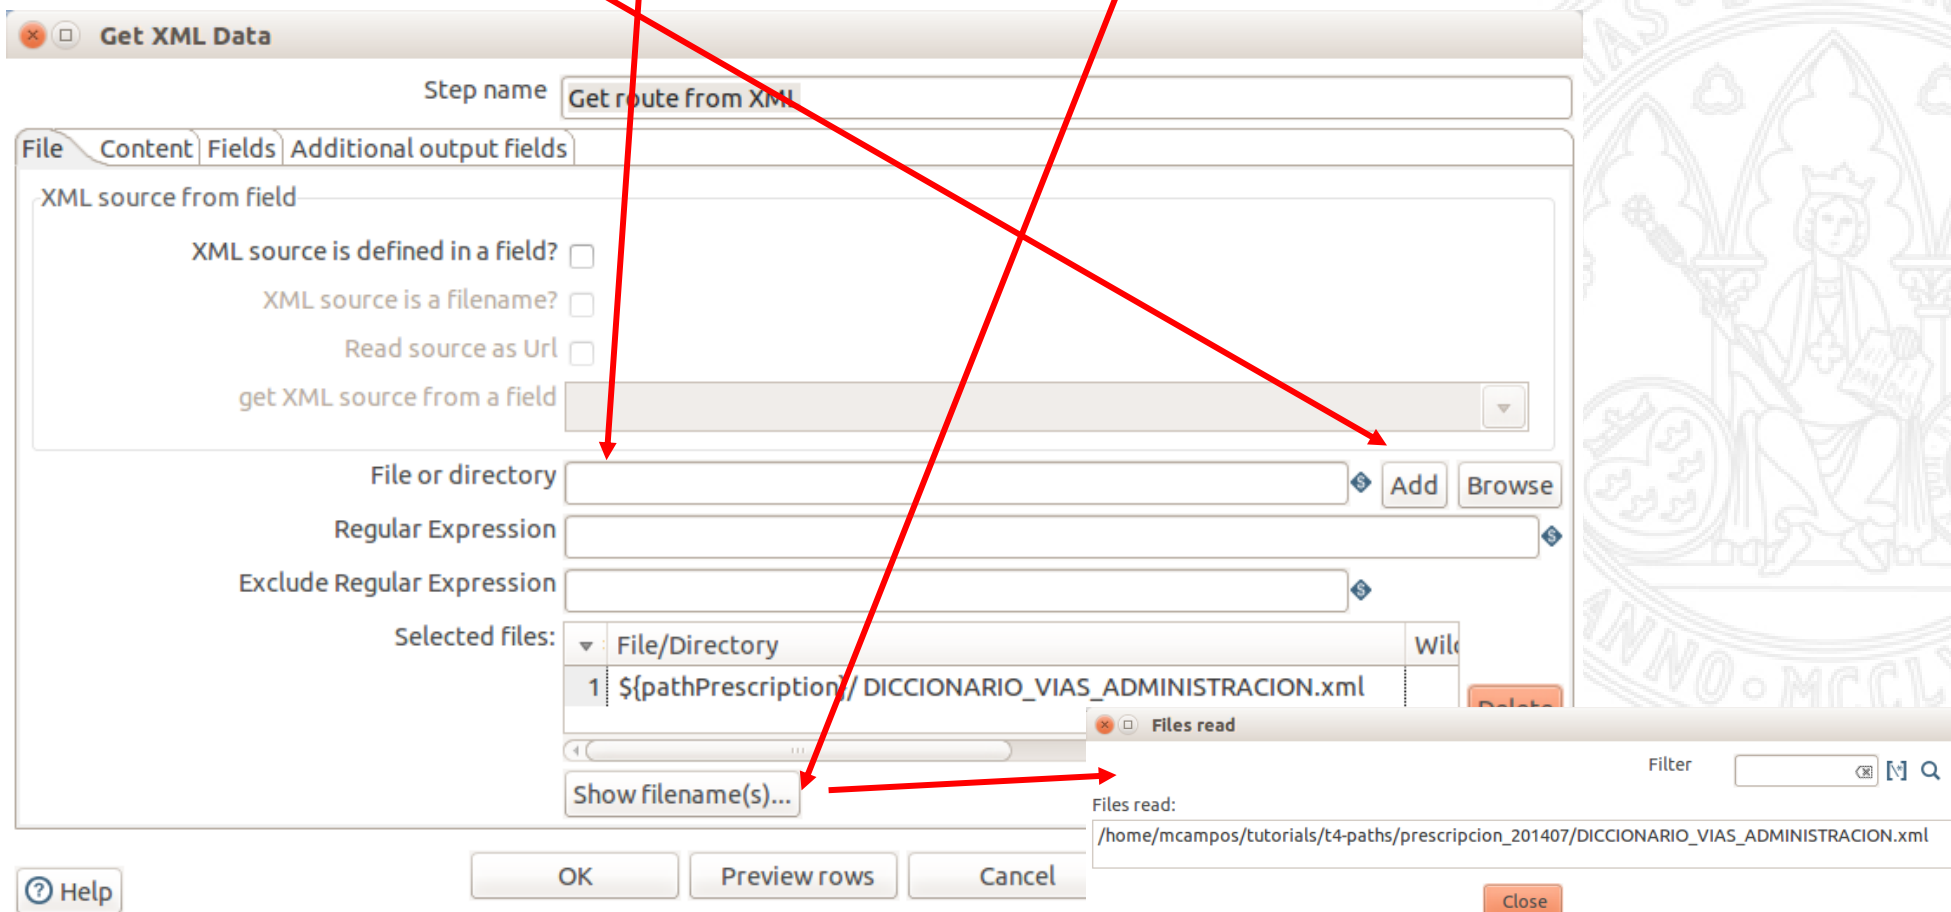 Get XML Data
Step name Get route from XML
File Content Fields Additional output fields
XML source from field
XML source is defined in a field?
XML source is a filename?
Read source as Url
get XML source from a field
File or directory Add Browse
Regular Expression
Exclude Regular Expression
Selected files: File/Directory
1 ${pathPrescription}/ DICCIONARIO_VIAS_ADMINISTRACION.xml
Delete
Show filename(s)...
OK Preview rows Cancel
Help
Files read
Filter
Files read:
/home/mcampos/tutorials/t4-paths/prescripcion_201407/DICCIONARIO_VIAS_ADMINISTRACION.xml
Close
ANNO · MCCL